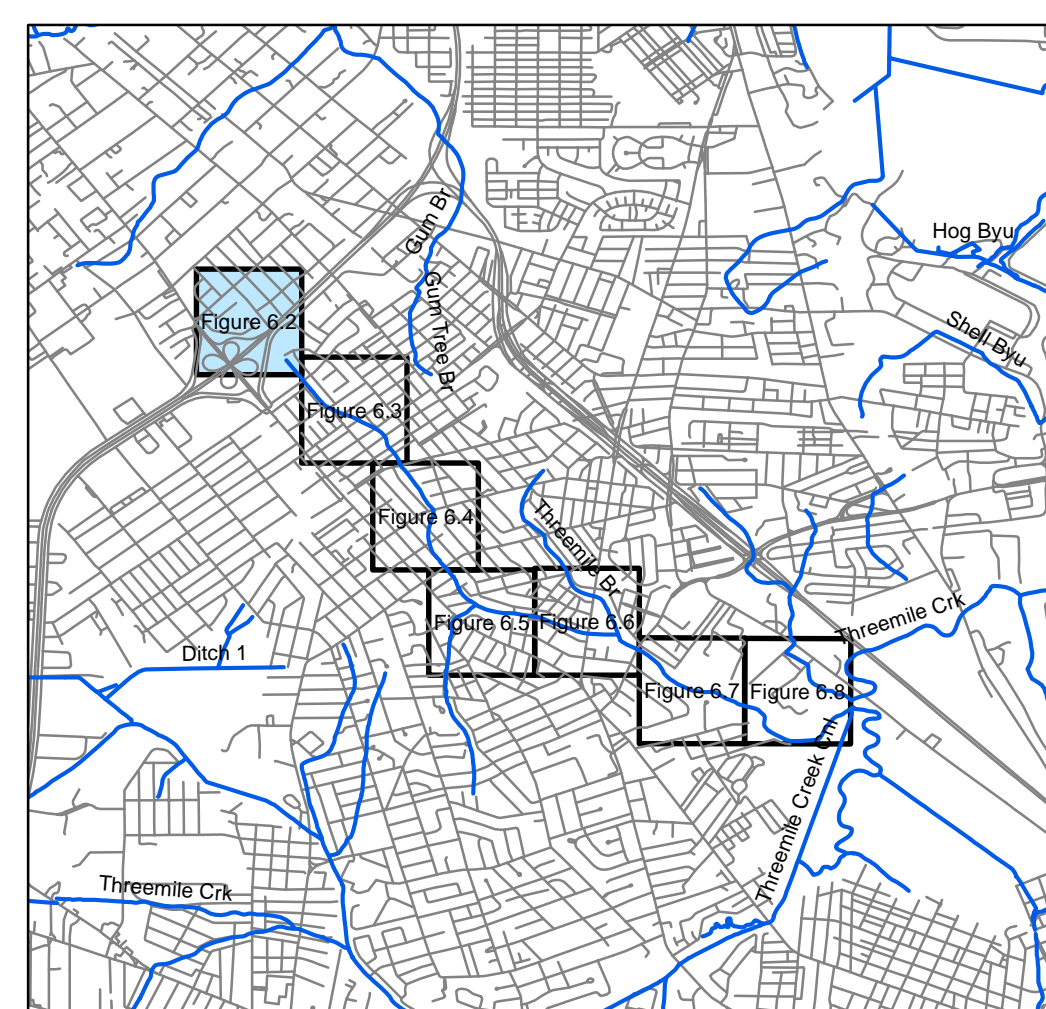 Gum Br
Hog Byu
Gum Tree Br
Figure 6.2
Shell Byu
Figure 6.3
Figure 6.4
Threemile Br
Threemile Crk
Figure 6.5
Figure 6.6
Ditch 1
Figure 6.7
Figure 6.8
Threemile Creek Cnl
Threemile Crk